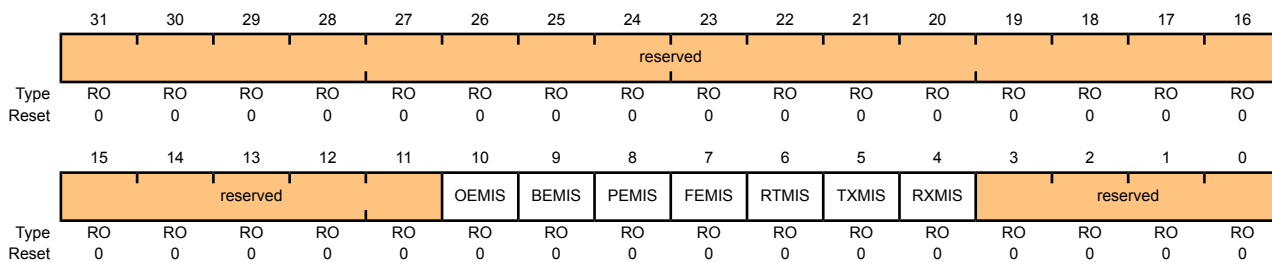 31 30 29 28 27 26 25 24 23 22 21 20 19 18 17 16
reserved
Type RO RO RO RO RO RO RO RO RO RO RO RO RO RO RO RO
Reset 0 0 0 0 0 0 0 0 0 0 0 0 0 0 0 0
15 14 13 12 11 10 9 8 7 6 5 4 3 2 1 0
reserved OEMIS BEMIS PEMIS FEMIS RTMIS TXMIS RXMIS reserved
Type RO RO RO RO RO RO RO RO RO RO RO RO RO RO RO RO
Reset 0 0 0 0 0 0 0 0 0 0 0 0 0 0 0 0